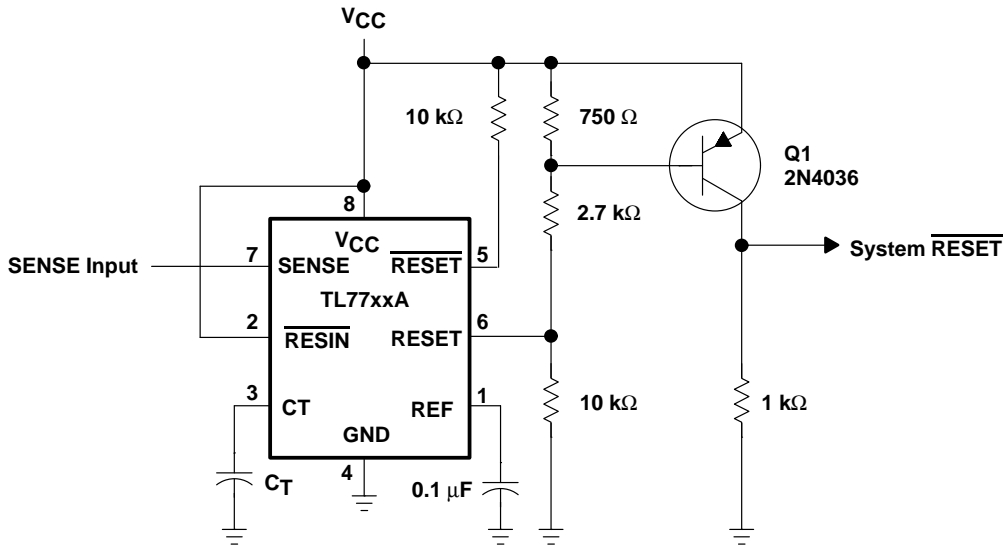 VCC
10 kΩ
750 Ω
Q1
2N4036
2.7 kΩ
8
VCC
7
SENSE Input
SENSE
RESET
5
System RESET
TL77xxA
2
RESIN
RESET
6
3
CT
REF
1
10 kΩ
1 kΩ
GND
4
CT
0.1 μF